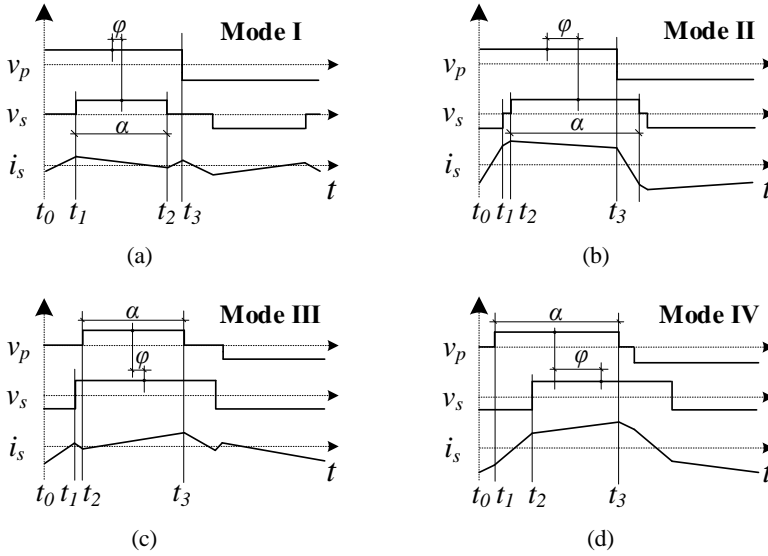 φ Mode I
v_p
v_s
α
i_s
t
t_0 t_1 t_2 t_3
(a)
φ Mode II
v_p
v_s
α
i_s
t
t_0 t_1 t_2 t_3
(b)
α Mode III
v_p
φ
v_s
i_s
t
t_0 t_1 t_2 t_3
(c)
α Mode IV
v_p
φ
v_s
i_s
t
t_0 t_1 t_2 t_3
(d)